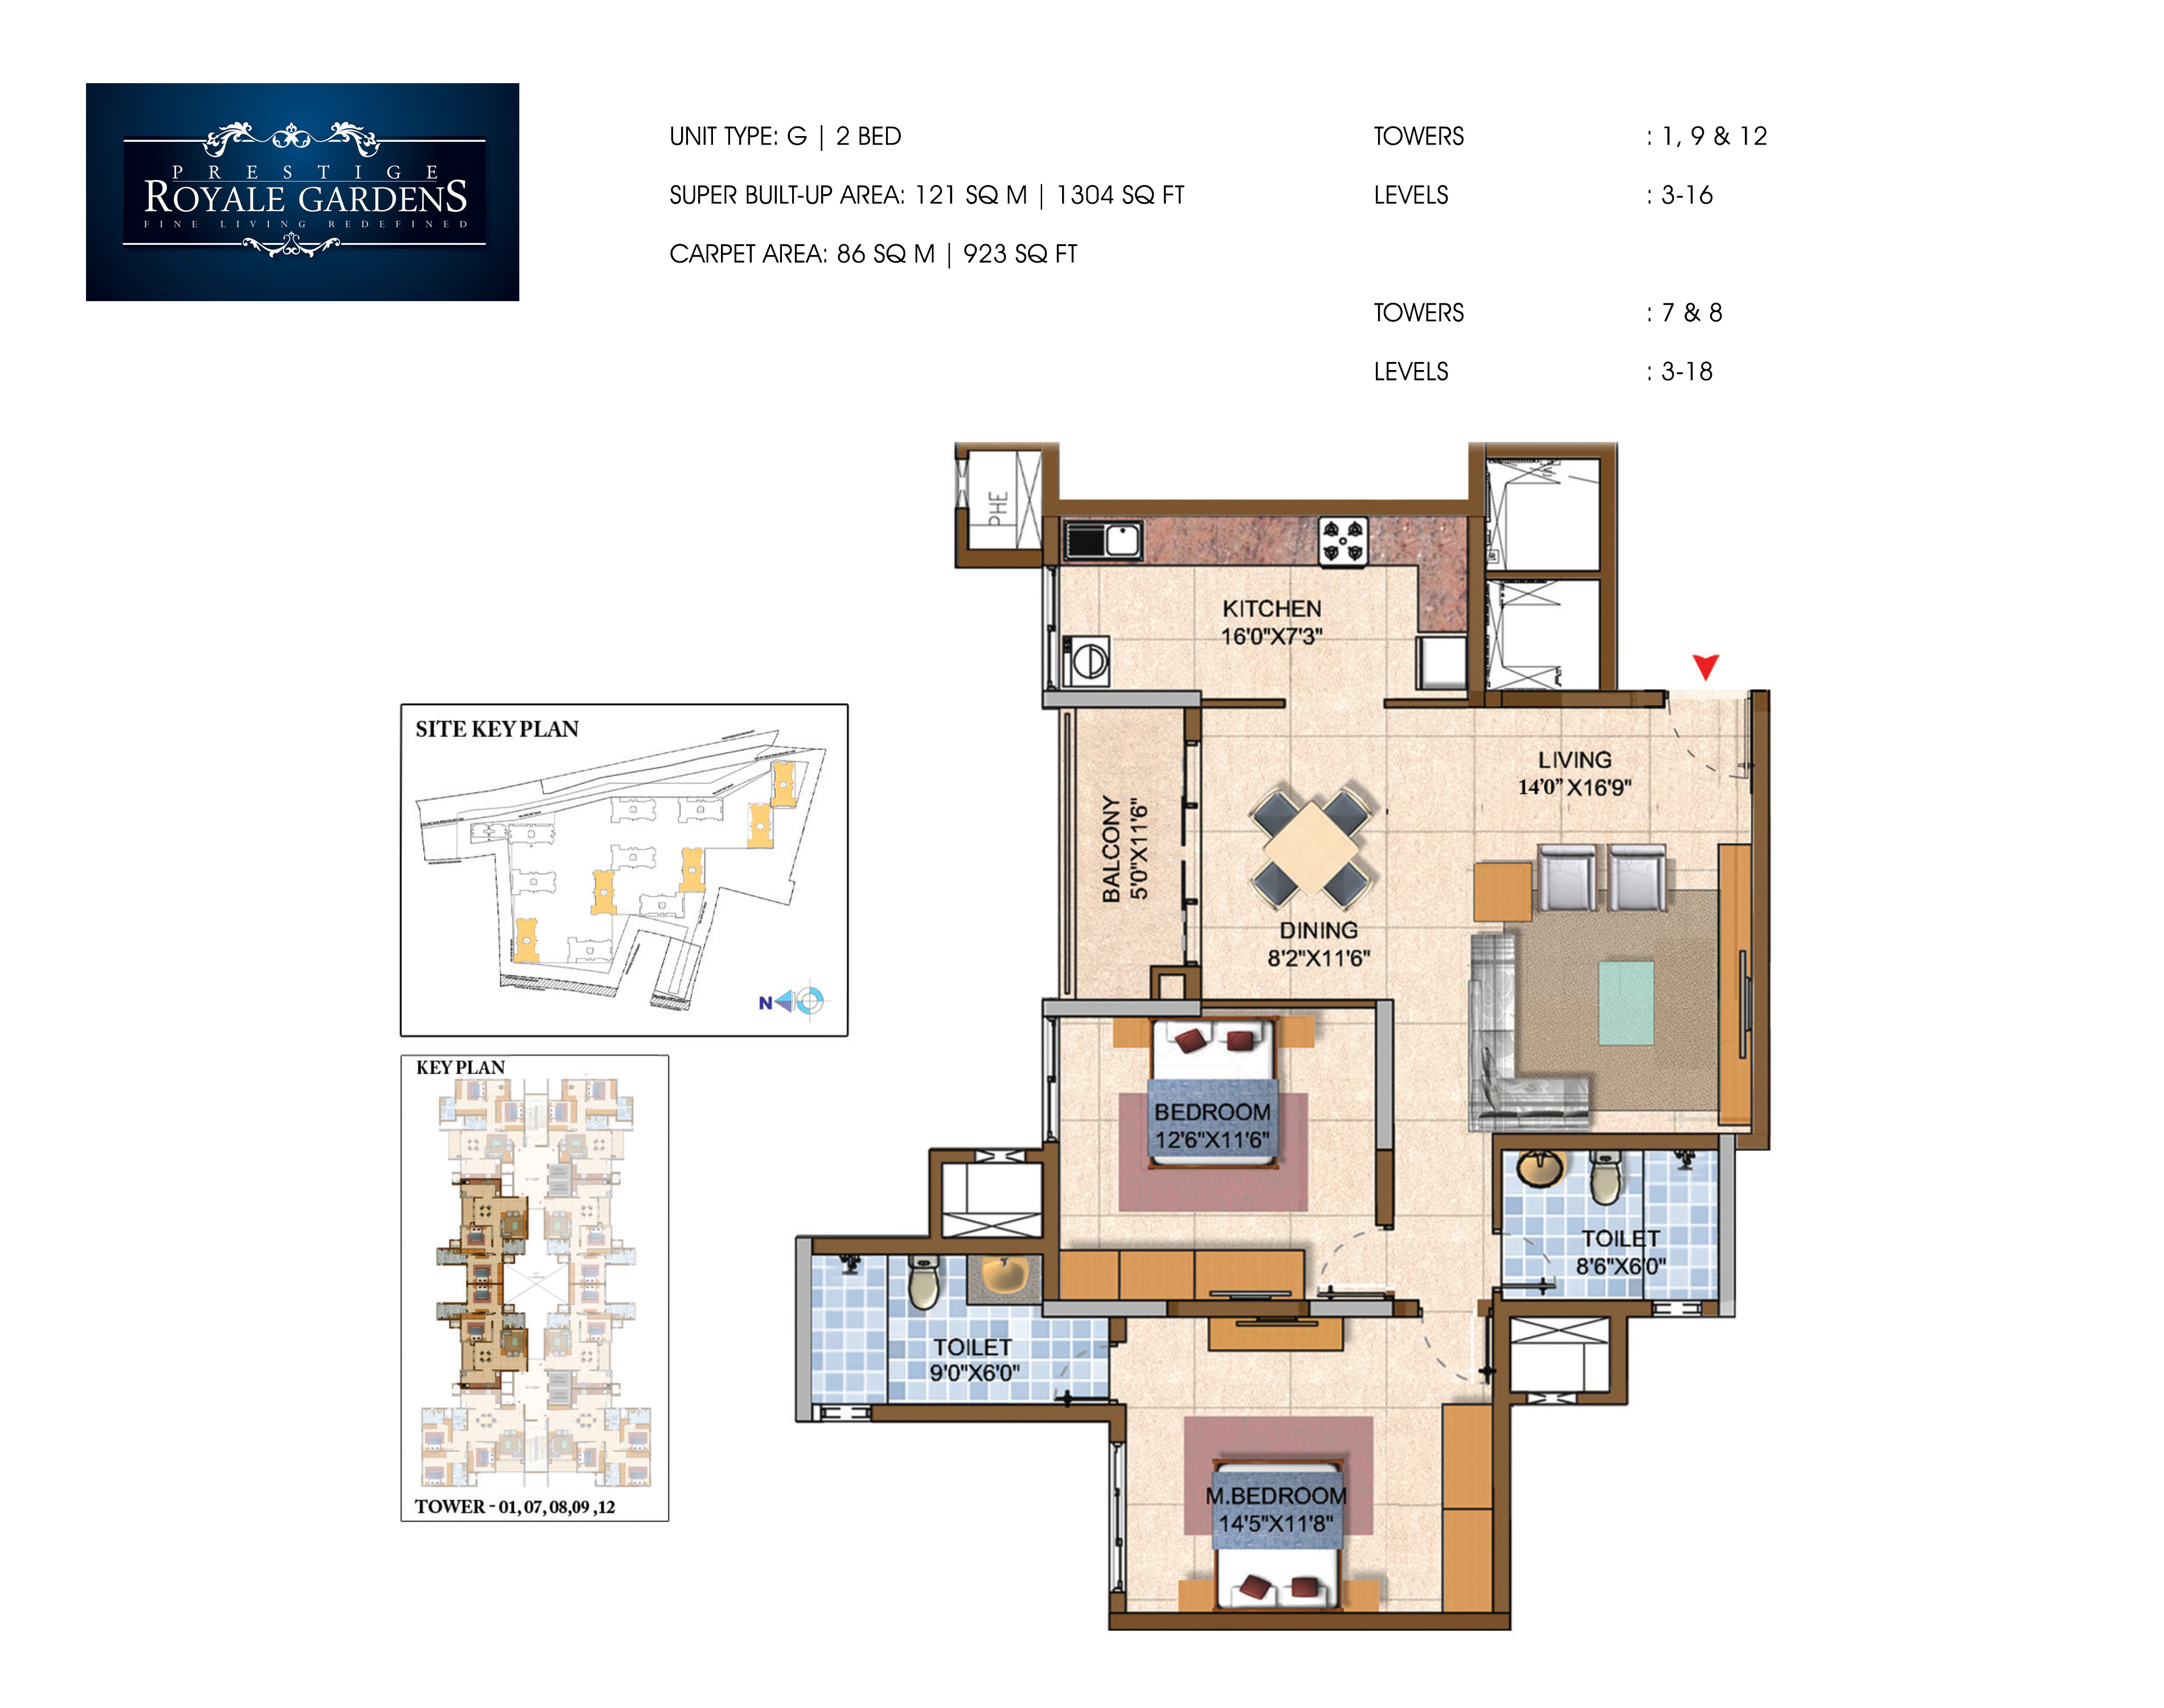 PRESTIGE
ROYALE GARDENS
FINE LIVING REDEFINED
UNIT TYPE: G | 2 BED
SUPER BUILT-UP AREA: 121 SQ M | 1304 SQ FT
CARPET AREA: 86 SQ M | 923 SQ FT
TOWERS : 1, 9 & 12
LEVELS : 3-16
TOWERS : 7 & 8
LEVELS : 3-18
PHE
KITCHEN
16'0"X7'3"
LIVING
14'0" X16'9"
BALCONY
5'0"X11'6"
DINING
8'2"X11'6"
BEDROOM
12'6"X11'6"
TOILET
8'6"X6'0"
TOILET
9'0"X6'0"
M.BEDROOM
14'5"X11'8"
SITE KEY PLAN
N
KEY PLAN
TOWER - 01, 07, 08,09 ,12